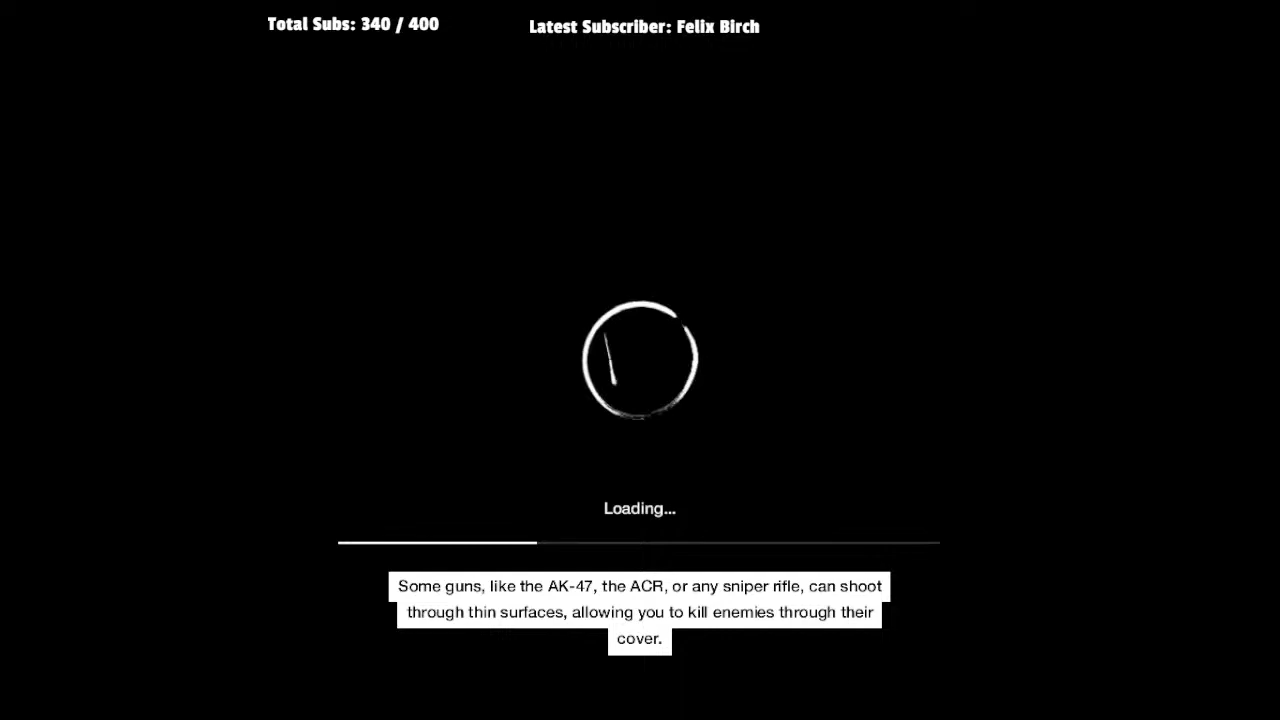 Total Subs: 340 / 400
Latest Subscriber: Felix Birch
Loading...
Some guns, like the AK-47, the ACR, or any sniper rifle, can shoot
through thin surfaces, allowing you to kill enemies through their
cover.